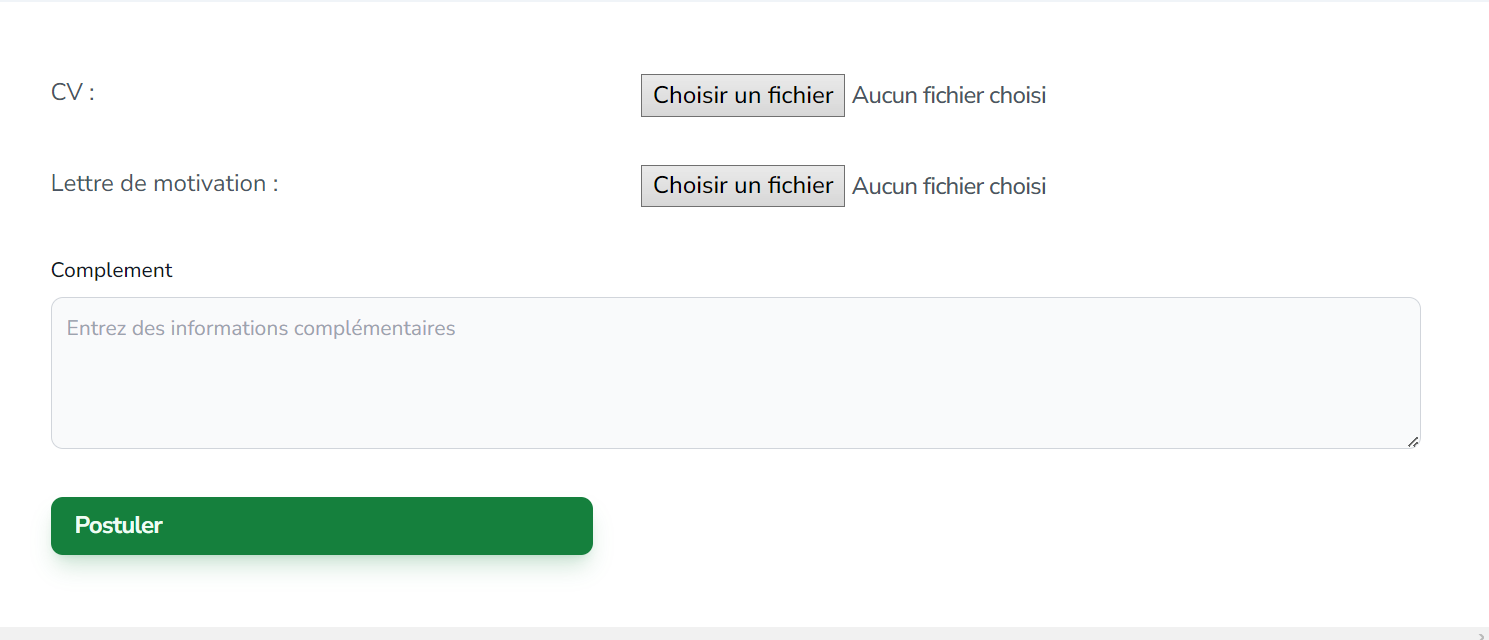 CV : Choisir un fichier Aucun fichier choisi
Lettre de motivation : Choisir un fichier Aucun fichier choisi
Complement
Entrez des informations complémentaires
Postuler